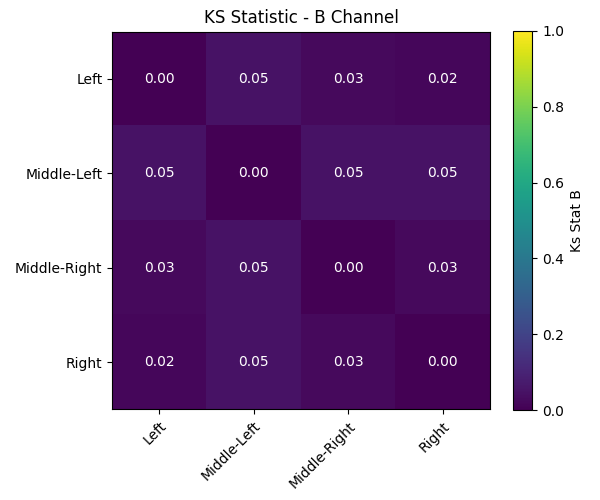 KS Statistic - B Channel
Left 0.00 0.05 0.03 0.02
Middle-Left 0.05 0.00 0.05 0.05
Middle-Right 0.03 0.05 0.00 0.03
Right 0.02 0.05 0.03 0.00
Left Middle-Left Middle-Right Right
1.0
0.8
0.6
0.4
0.2
0.0
Ks Stat B